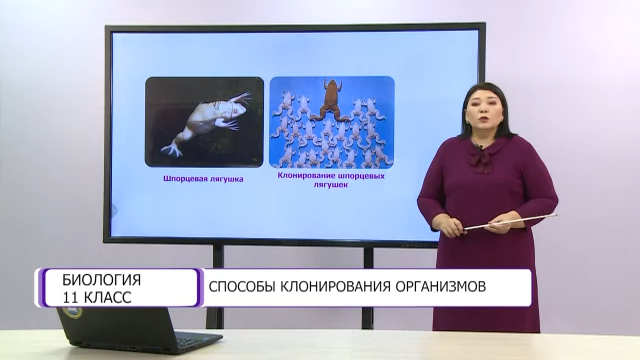 Шпорцевая лягушка
Клонирование шпорцевых
лягушек
БИОЛОГИЯ
11 КЛАСС
СПОСОБЫ КЛОНИРОВАНИЯ ОРГАНИЗМОВ